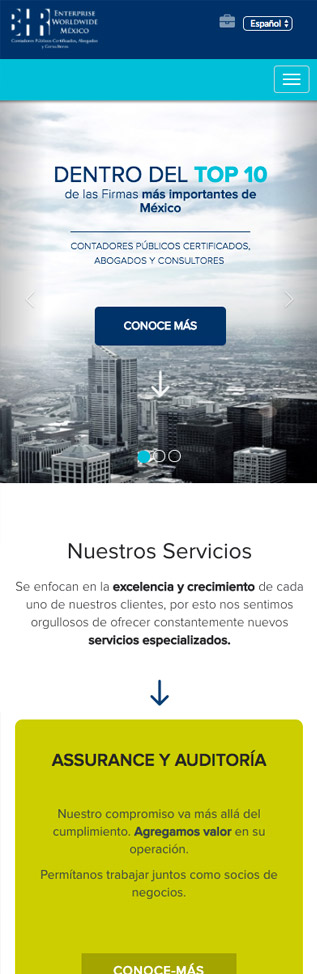 ENTERPRISE
WORLDWIDE
MÉXICO
Contadores Públicos Certificados, Abogados
y Consultores
Español
DENTRO DEL TOP 10
de las Firmas más importantes de
México
CONTADORES PÚBLICOS CERTIFICADOS,
ABOGADOS Y CONSULTORES
CONOCE MÁS
Nuestros Servicios
Se enfocan en la excelencia y crecimiento de cada
uno de nuestros clientes, por esto nos sentimos
orgullosos de ofrecer constantemente nuevos
servicios especializados.
ASSURANCE Y AUDITORÍA
Nuestro compromiso va más allá del
cumplimiento. Agregamos valor en su
operación.
Permítanos trabajar juntos como socios de
negocios.
CONOCE-MÁS